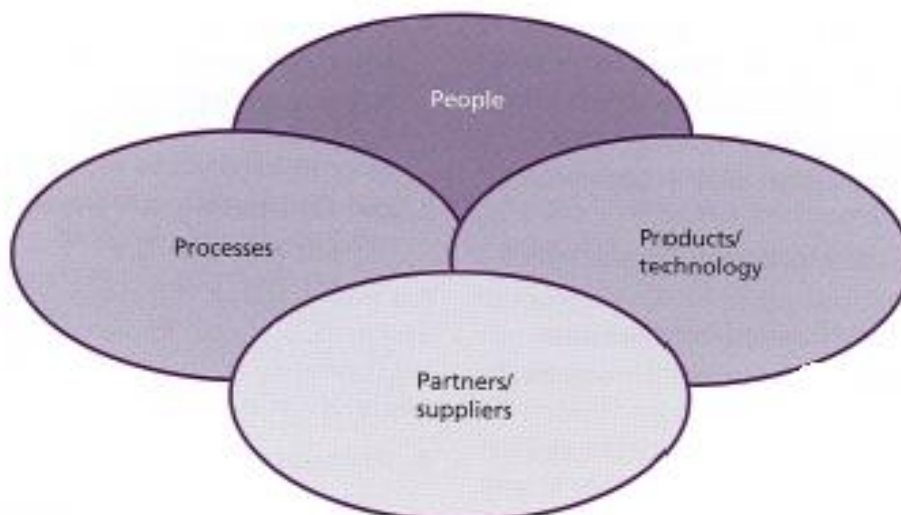 People
Processes
Products/
technology
Partners/
suppliers